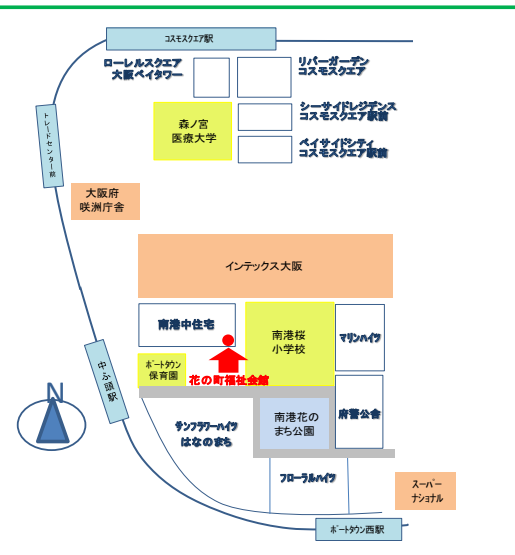 コスモスクエア駅
ローレルスクエア
大阪ベイタワー
リバーガーデン
コスモスクエア
シーサイドレジデンス
コスモスクエア駅前
ベイサイドシティ
コスモスクエア駅前
森ノ宮
医療大学
トレードセンター前
大阪府
咲洲庁舎
インテックス大阪
南港中住宅
南港桜
小学校
マリンハイツ
中ふ頭駅
ポートタウン
保育園
花の町福祉会館
N
サンフラワーハイツ
はなのまち
南港花の
まち公園
府警公舎
フローラルハイツ
スーパー
ナショナル
ポートタウン西駅